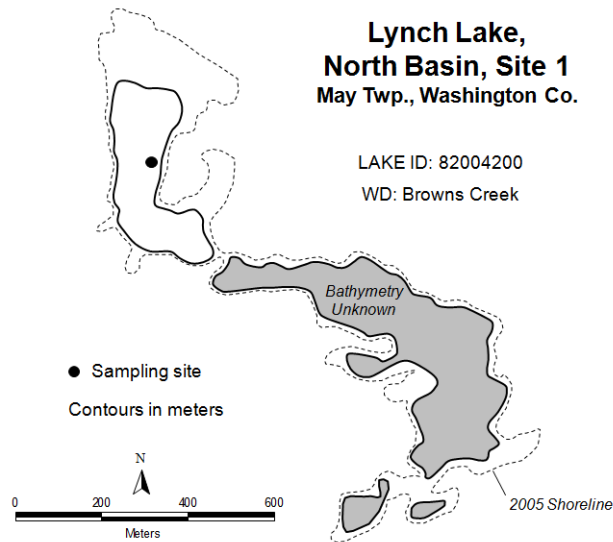 Lynch Lake,
North Basin, Site 1
May Twp., Washington Co.
LAKE ID: 82004200
WD: Browns Creek
Bathymetry
Unknown
Sampling site
Contours in meters
N
0 200 400 600
Meters
2005 Shoreline